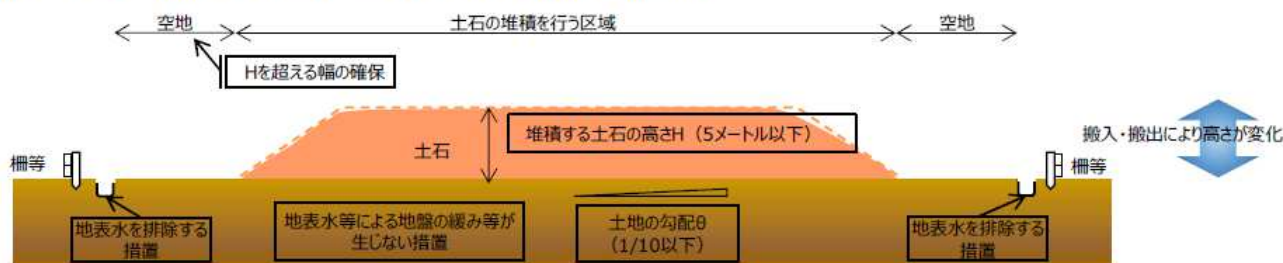 空地
土石の堆積を行う区域
空地
Hを超える幅の確保
堆積する土石の高さH（5メートル以下）
土石
搬入・搬出により高さが変化
柵等
柵等
地表水を排除する
措置
地表水等による地盤の緩み等が
生じない措置
土地の勾配θ
（1/10以下）
地表水を排除する
措置